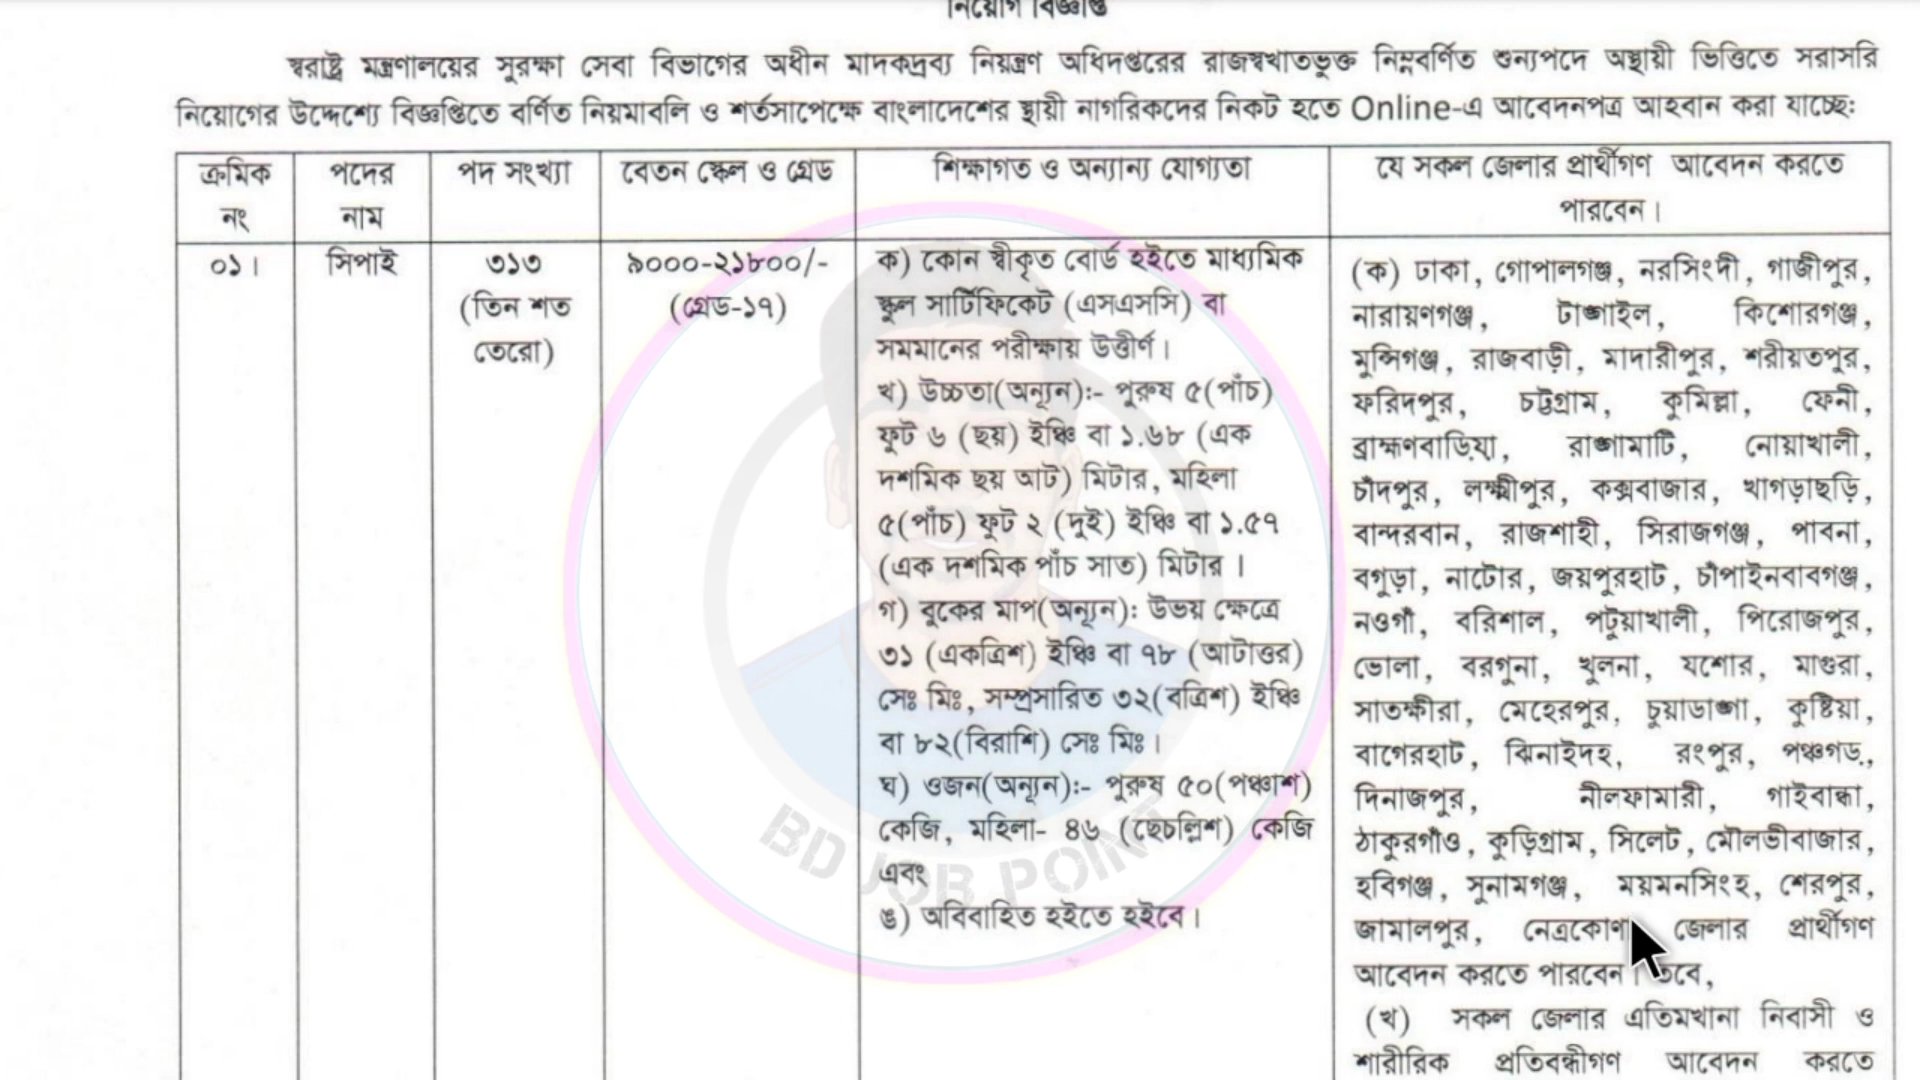 নিয়োগ বিজ্ঞপ্তি
স্বরাষ্ট্র মন্ত্রণালয়ের সুরক্ষা সেবা বিভাগের অধীন মাদকদ্রব্য নিয়ন্ত্রণ অধিদপ্তরের রাজস্বখাতভুক্ত নিম্নবর্ণিত শুন্যপদে অস্থায়ী ভিত্তিতে সরাসরি
নিয়োগের উদ্দেশ্যে বিজ্ঞপ্তিতে বর্ণিত নিয়মাবলি ও শর্তসাপেক্ষে বাংলাদেশের স্থায়ী নাগরিকদের নিকট হতে Online-এ আবেদনপত্র আহবান করা যাচ্ছেঃ
ক্রমিক
নং
পদের
নাম
পদ সংখ্যা
বেতন স্কেল ও গ্রেড
শিক্ষাগত ও অন্যান্য যোগ্যতা
যে সকল জেলার প্রার্থীগণ আবেদন করতে
পারবেন।
০১।
সিপাই
৩১৩
(তিন শত
তেরো)
৯০০০-২১৮০০/-
(গ্রেড-১৭)
ক) কোন স্বীকৃত বোর্ড হইতে মাধ্যমিক
স্কুল সার্টিফিকেট (এসএসসি) বা
সমমানের পরীক্ষায় উত্তীর্ণ।
খ) উচ্চতা(অন্যূন):- পুরুষ ৫(পাঁচ)
ফুট ৬ (ছয়) ইঞ্চি বা ১.৬৮ (এক
দশমিক ছয় আট) মিটার, মহিলা
৫(পাঁচ) ফুট ২ (দুই) ইঞ্চি বা ১.৫৭
(এক দশমিক পাঁচ সাত) মিটার ।
গ) বুকের মাপ(অন্যূন): উভয় ক্ষেত্রে
৩১ (একত্রিশ) ইঞ্চি বা ৭৮ (আটাত্তর)
সেঃ মিঃ, সম্প্রসারিত ৩২(বত্রিশ) ইঞ্চি
বা ৮২(বিরাশি) সেঃ মিঃ।
ঘ) ওজন(অন্যূন):- পুরুষ ৫০(পঞ্চাশ)
কেজি, মহিলা- ৪৬ (ছেচল্লিশ) কেজি
এবং
ঙ) অবিবাহিত হইতে হইবে।
(ক) ঢাকা, গোপালগঞ্জ, নরসিংদী, গাজীপুর,
নারায়ণগঞ্জ, টাঙ্গাইল, কিশোরগঞ্জ,
মুন্সিগঞ্জ, রাজবাড়ী, মাদারীপুর, শরীয়তপুর,
ফরিদপুর, চট্টগ্রাম, কুমিল্লা, ফেনী,
ব্রাহ্মণবাড়িয়া, রাঙ্গামাটি, নোয়াখালী,
চাঁদপুর, লক্ষ্মীপুর, কক্সবাজার, খাগড়াছড়ি,
বান্দরবান, রাজশাহী, সিরাজগঞ্জ, পাবনা,
বগুড়া, নাটোর, জয়পুরহাট, চাঁপাইনবাবগঞ্জ,
নওগাঁ, বরিশাল, পটুয়াখালী, পিরোজপুর,
ভোলা, বরগুনা, খুলনা, যশোর, মাগুরা,
সাতক্ষীরা, মেহেরপুর, চুয়াডাঙ্গা, কুষ্টিয়া,
বাগেরহাট, ঝিনাইদহ, রংপুর, পঞ্চগড়,
দিনাজপুর, নীলফামারী, গাইবান্ধা,
ঠাকুরগাঁও, কুড়িগ্রাম, সিলেট, মৌলভীবাজার,
হবিগঞ্জ, সুনামগঞ্জ, ময়মনসিংহ, শেরপুর,
জামালপুর, নেত্রকোণা জেলার প্রার্থীগণ
আবেদন করতে পারবেন। তবে,
(খ) সকল জেলার এতিমখানা নিবাসী ও
শারীরিক প্রতিবন্ধীগণ আবেদন করতে
BD JOB POINT